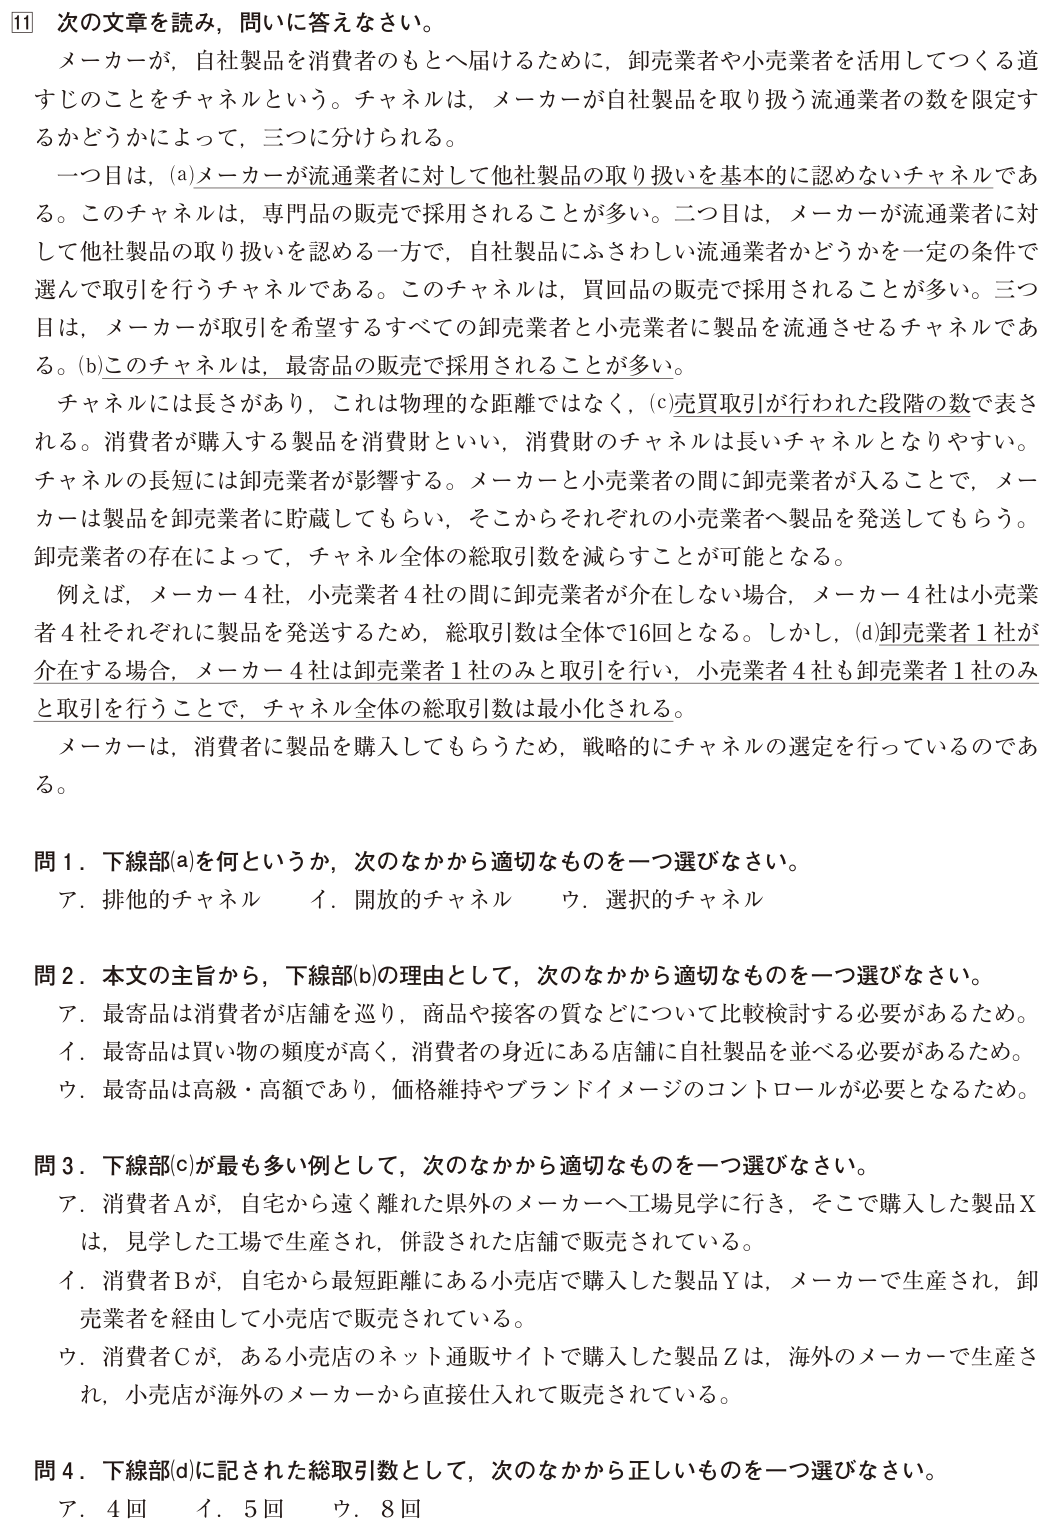 11　次の文章を読み，問いに答えなさい。
メーカーが，自社製品を消費者のもとへ届けるために，卸売業者や小売業者を活用してつくる道
すじのことをチャネルという。チャネルは，メーカーが自社製品を取り扱う流通業者の数を限定す
るかどうかによって，三つに分けられる。
一つ目は，(a)メーカーが流通業者に対して他社製品の取り扱いを基本的に認めないチャネルであ
る。このチャネルは，専門品の販売で採用されることが多い。二つ目は，メーカーが流通業者に対
して他社製品の取り扱いを認める一方で，自社製品にふさわしい流通業者かどうかを一定の条件で
選んで取引を行うチャネルである。このチャネルは，買回品の販売で採用されることが多い。三つ
目は，メーカーが取引を希望するすべての卸売業者と小売業者に製品を流通させるチャネルであ
る。(b)このチャネルは，最寄品の販売で採用されることが多い。
チャネルには長さがあり，これは物理的な距離ではなく，(c)売買取引が行われた段階の数で表さ
れる。消費者が購入する製品を消費財といい，消費財のチャネルは長いチャネルとなりやすい。
チャネルの長短には卸売業者が影響する。メーカーと小売業者の間に卸売業者が入ることで，メー
カーは製品を卸売業者に貯蔵してもらい，そこからそれぞれの小売業者へ製品を発送してもらう。
卸売業者の存在によって，チャネル全体の総取引数を減らすことが可能となる。
例えば，メーカー４社，小売業者４社の間に卸売業者が介在しない場合，メーカー４社は小売業
者４社それぞれに製品を発送するため，総取引数は全体で16回となる。しかし，(d)卸売業者１社が
介在する場合，メーカー４社は卸売業者１社のみと取引を行い，小売業者４社も卸売業者１社のみ
と取引を行うことで，チャネル全体の総取引数は最小化される。
メーカーは，消費者に製品を購入してもらうため，戦略的にチャネルの選定を行っているのであ
る。
問１．下線部(a)を何というか，次のなかから適切なものを一つ選びなさい。
ア．排他的チャネル　　イ．開放的チャネル　　ウ．選択的チャネル
問２．本文の主旨から，下線部(b)の理由として，次のなかから適切なものを一つ選びなさい。
ア．最寄品は消費者が店舗を巡り，商品や接客の質などについて比較検討する必要があるため。
イ．最寄品は買い物の頻度が高く，消費者の身近にある店舗に自社製品を並べる必要があるため。
ウ．最寄品は高級・高額であり，価格維持やブランドイメージのコントロールが必要となるため。
問３．下線部(c)が最も多い例として，次のなかから適切なものを一つ選びなさい。
ア．消費者Ａが，自宅から遠く離れた県外のメーカーへ工場見学に行き，そこで購入した製品Ｘ
は，見学した工場で生産され，併設された店舗で販売されている。
イ．消費者Ｂが，自宅から最短距離にある小売店で購入した製品Ｙは，メーカーで生産され，卸
売業者を経由して小売店で販売されている。
ウ．消費者Ｃが，ある小売店のネット通販サイトで購入した製品Ｚは，海外のメーカーで生産さ
れ，小売店が海外のメーカーから直接仕入れて販売されている。
問４．下線部(d)に記された総取引数として，次のなかから正しいものを一つ選びなさい。
ア．４回　　イ．５回　　ウ．８回